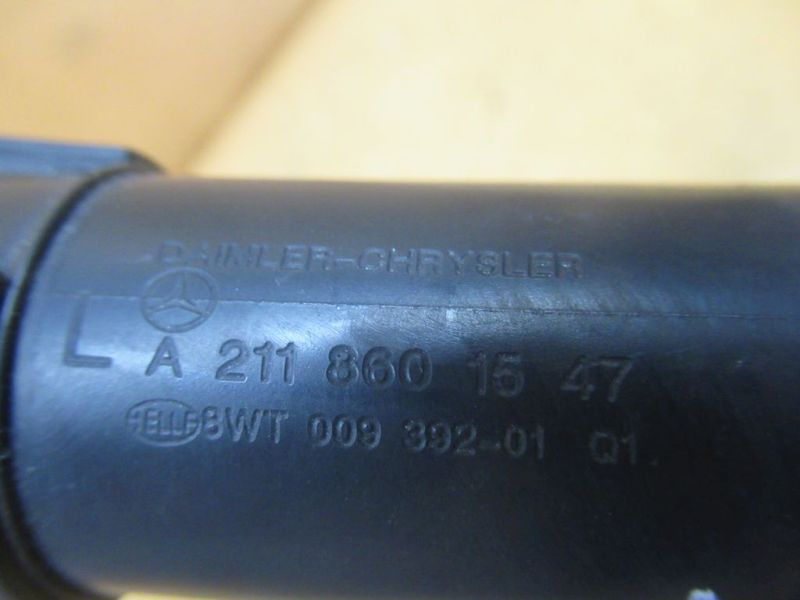 DAIMLER-CHRYSLER
L A 211 860 15 47
HELLA 8WT 009 392-01 Q1